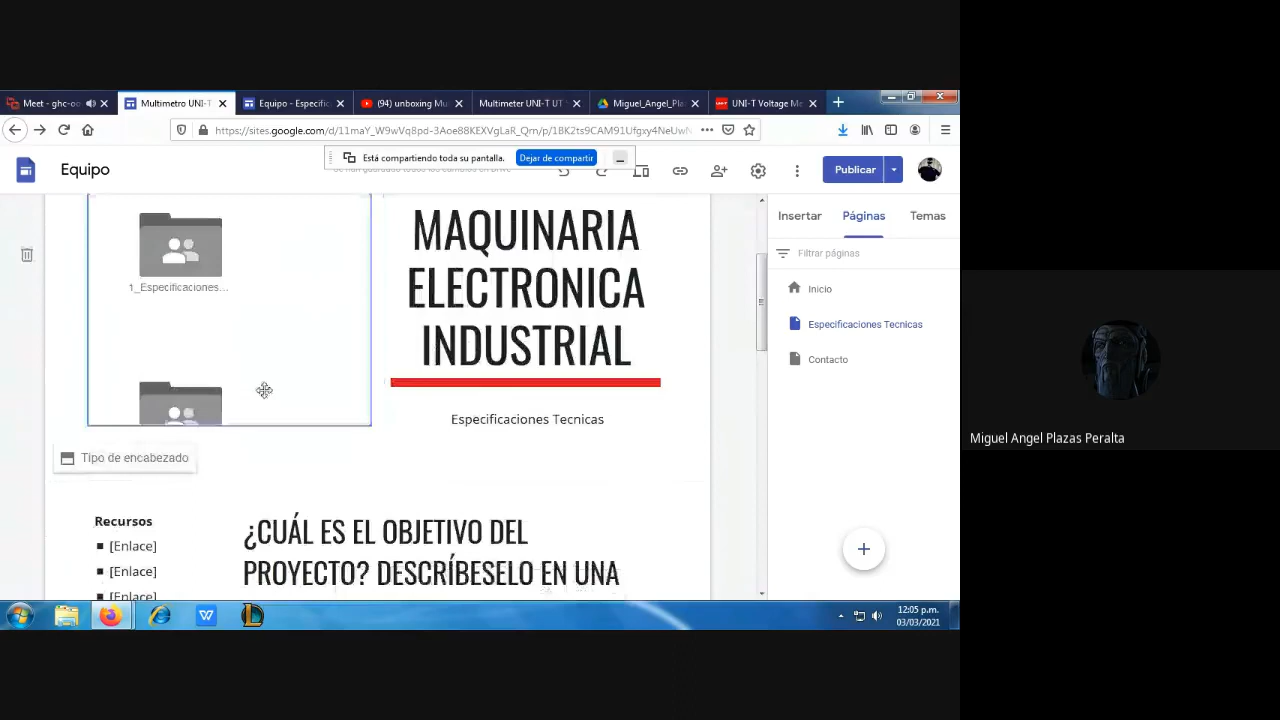 Meet - ghc-oo
Multimetro UNI-T
Equipo - Especific
(94) unboxing Mu
Multimeter UNI-T UT
Miguel_Angel_Pla
UNI-T Voltage Me
https://sites.google.com/d/
Está compartiendo toda su pantalla.
Dejar de compartir
Equipo
Publicar
Insertar
Páginas
Temas
Filtrar páginas
Inicio
Especificaciones Tecnicas
Contacto
1_Especificaciones...
MAQUINARIA
ELECTRONICA
INDUSTRIAL
Especificaciones Tecnicas
Tipo de encabezado
Recursos
[Enlace]
[Enlace]
[Enlace]
¿CUÁL ES EL OBJETIVO DEL
PROYECTO? DESCRÍBESELO EN UNA
12:05 p.m.
03/03/2021
Miguel Angel Plazas Peralta